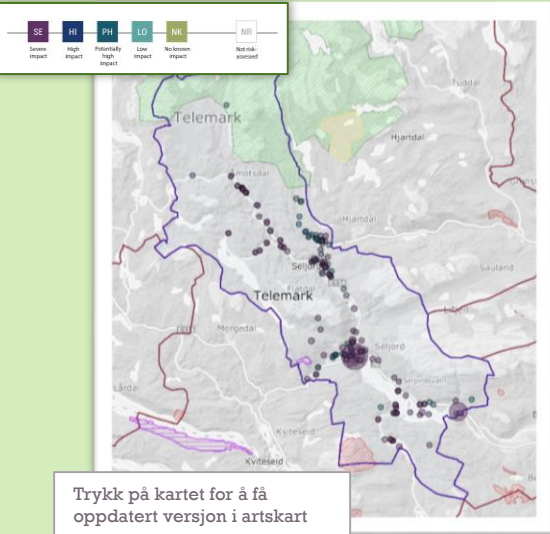 SE HI PH LO NK NR
Severe impact
High impact
Potentially high impact
Low impact
No known impact
Not risk-assessed
Tuddal
Telemark
Hjartdal
Hjartdal
Sauland
Seljord
Flatdal
Telemark
Morgedal
Seljord
Seljordsvatn
Kviteseid
Kviteseid
Trykk på kartet for å få
oppdatert versjon i artskart